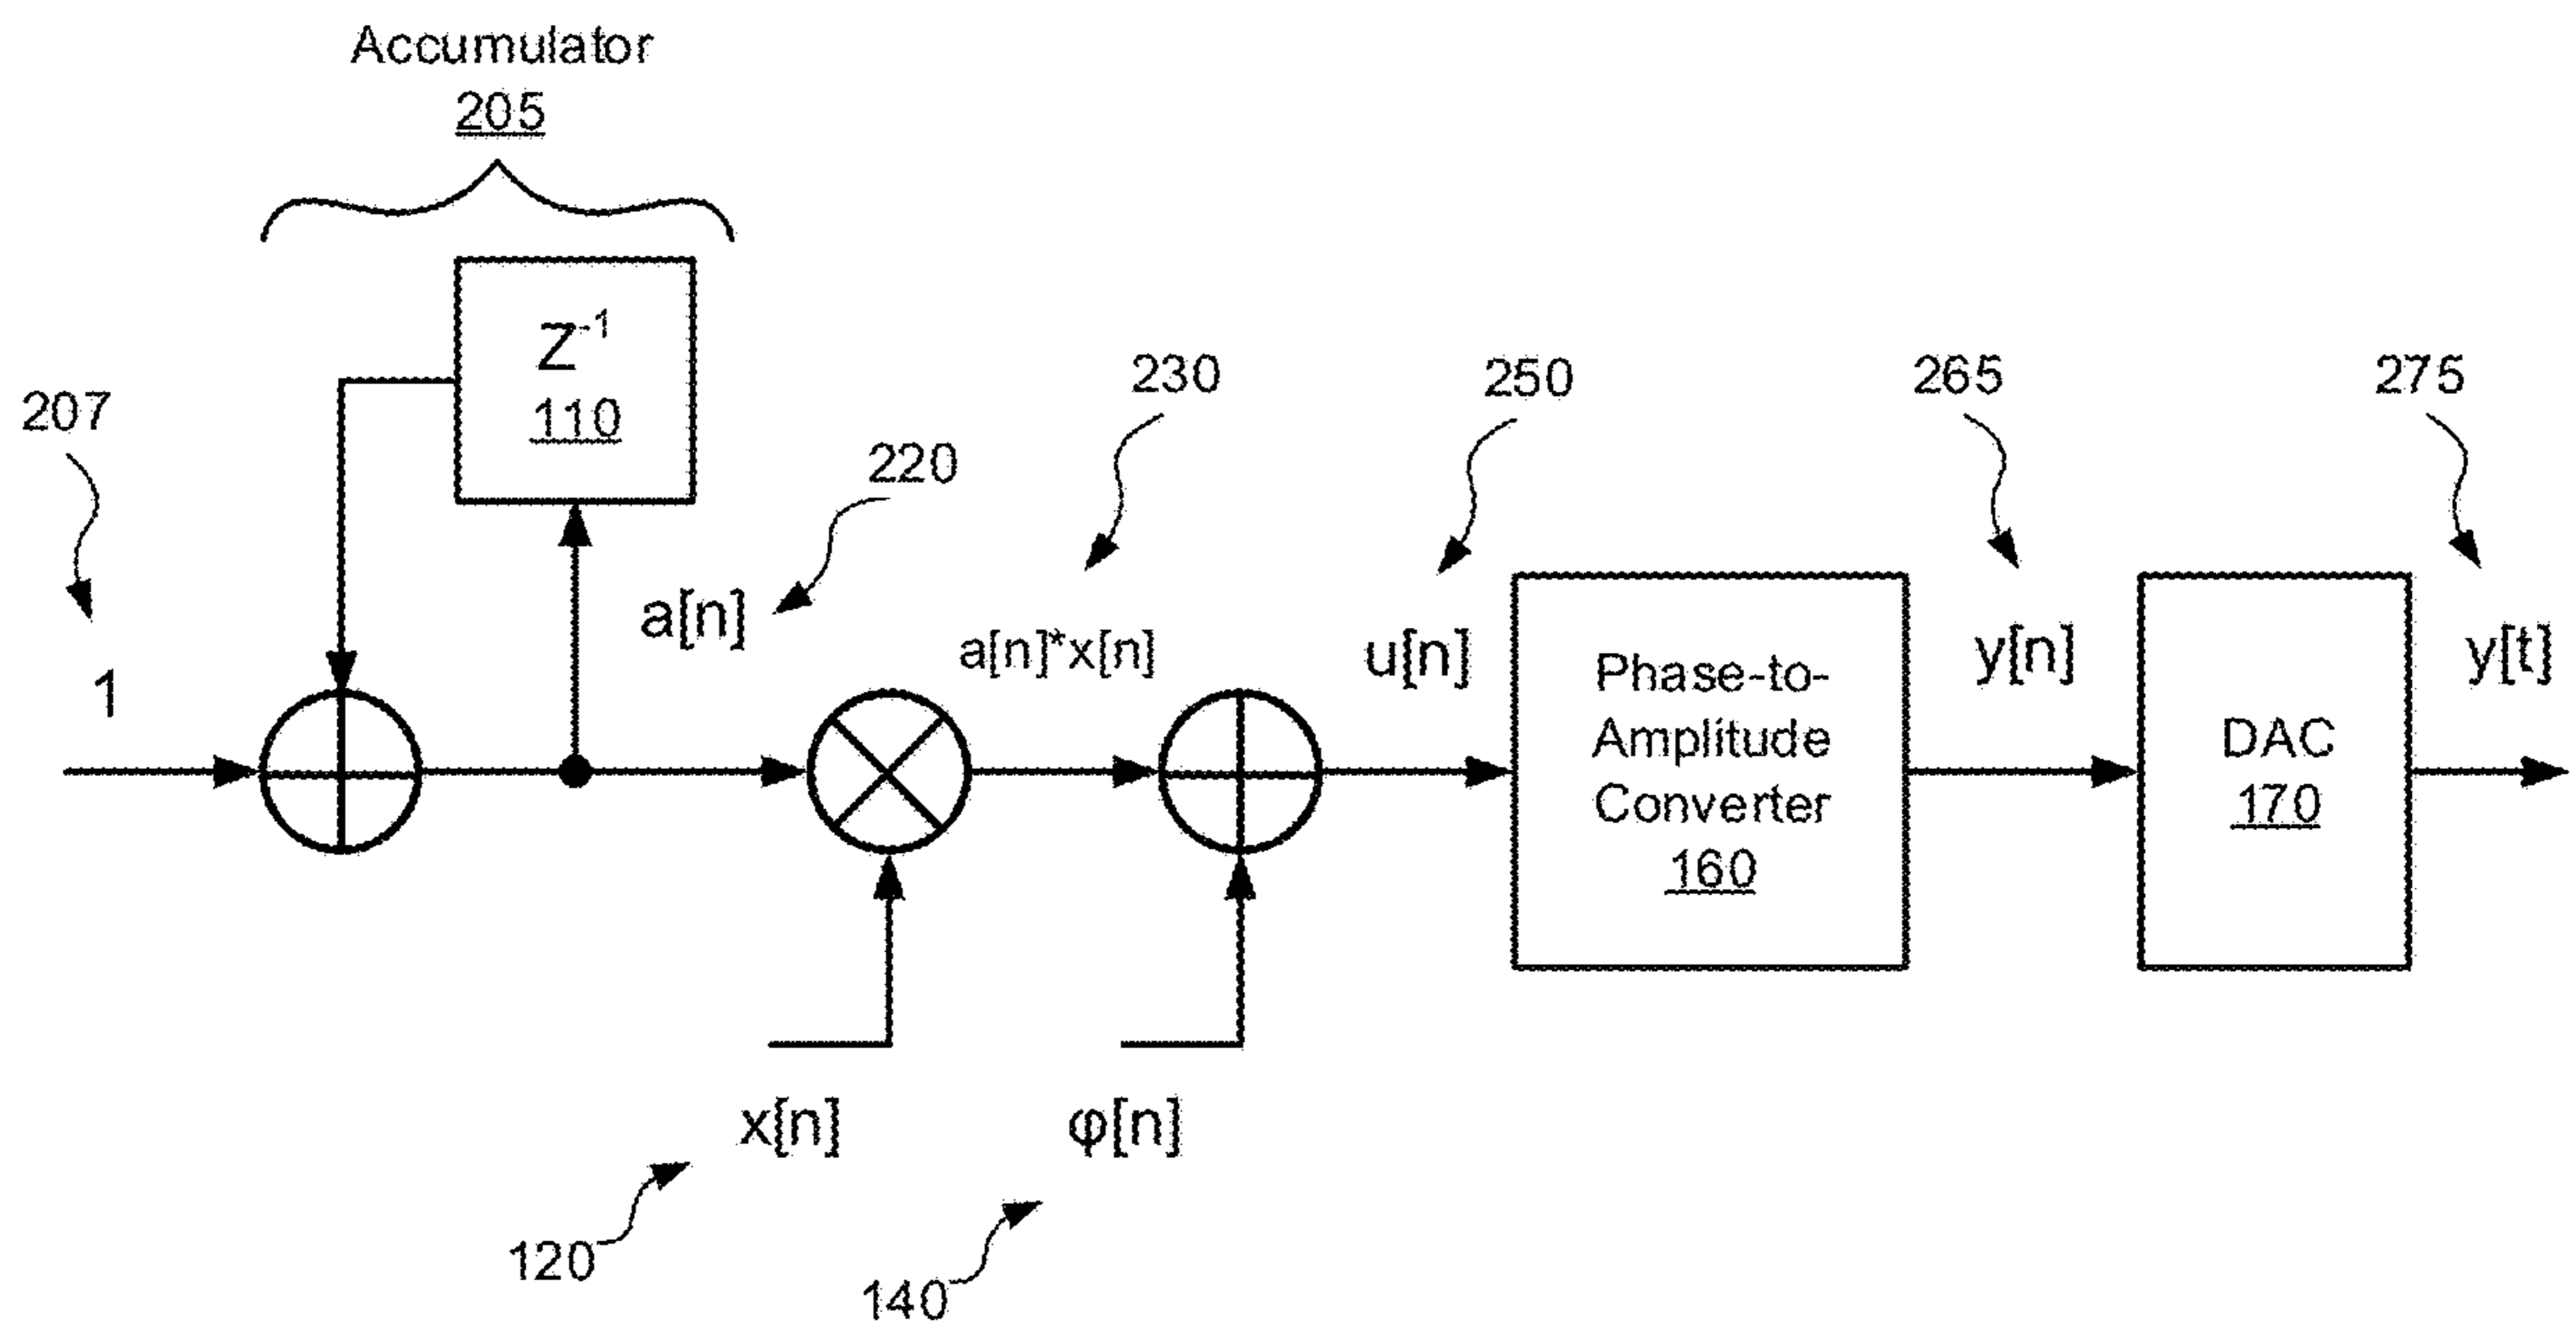 Accumulator
205
Z⁻¹
110
207
220
230
250
265
275
1
a[n]
a[n]*x[n]
u[n]
Phase-to-
Amplitude
Converter
160
y[n]
DAC
170
y[t]
x[n]
φ[n]
120
140